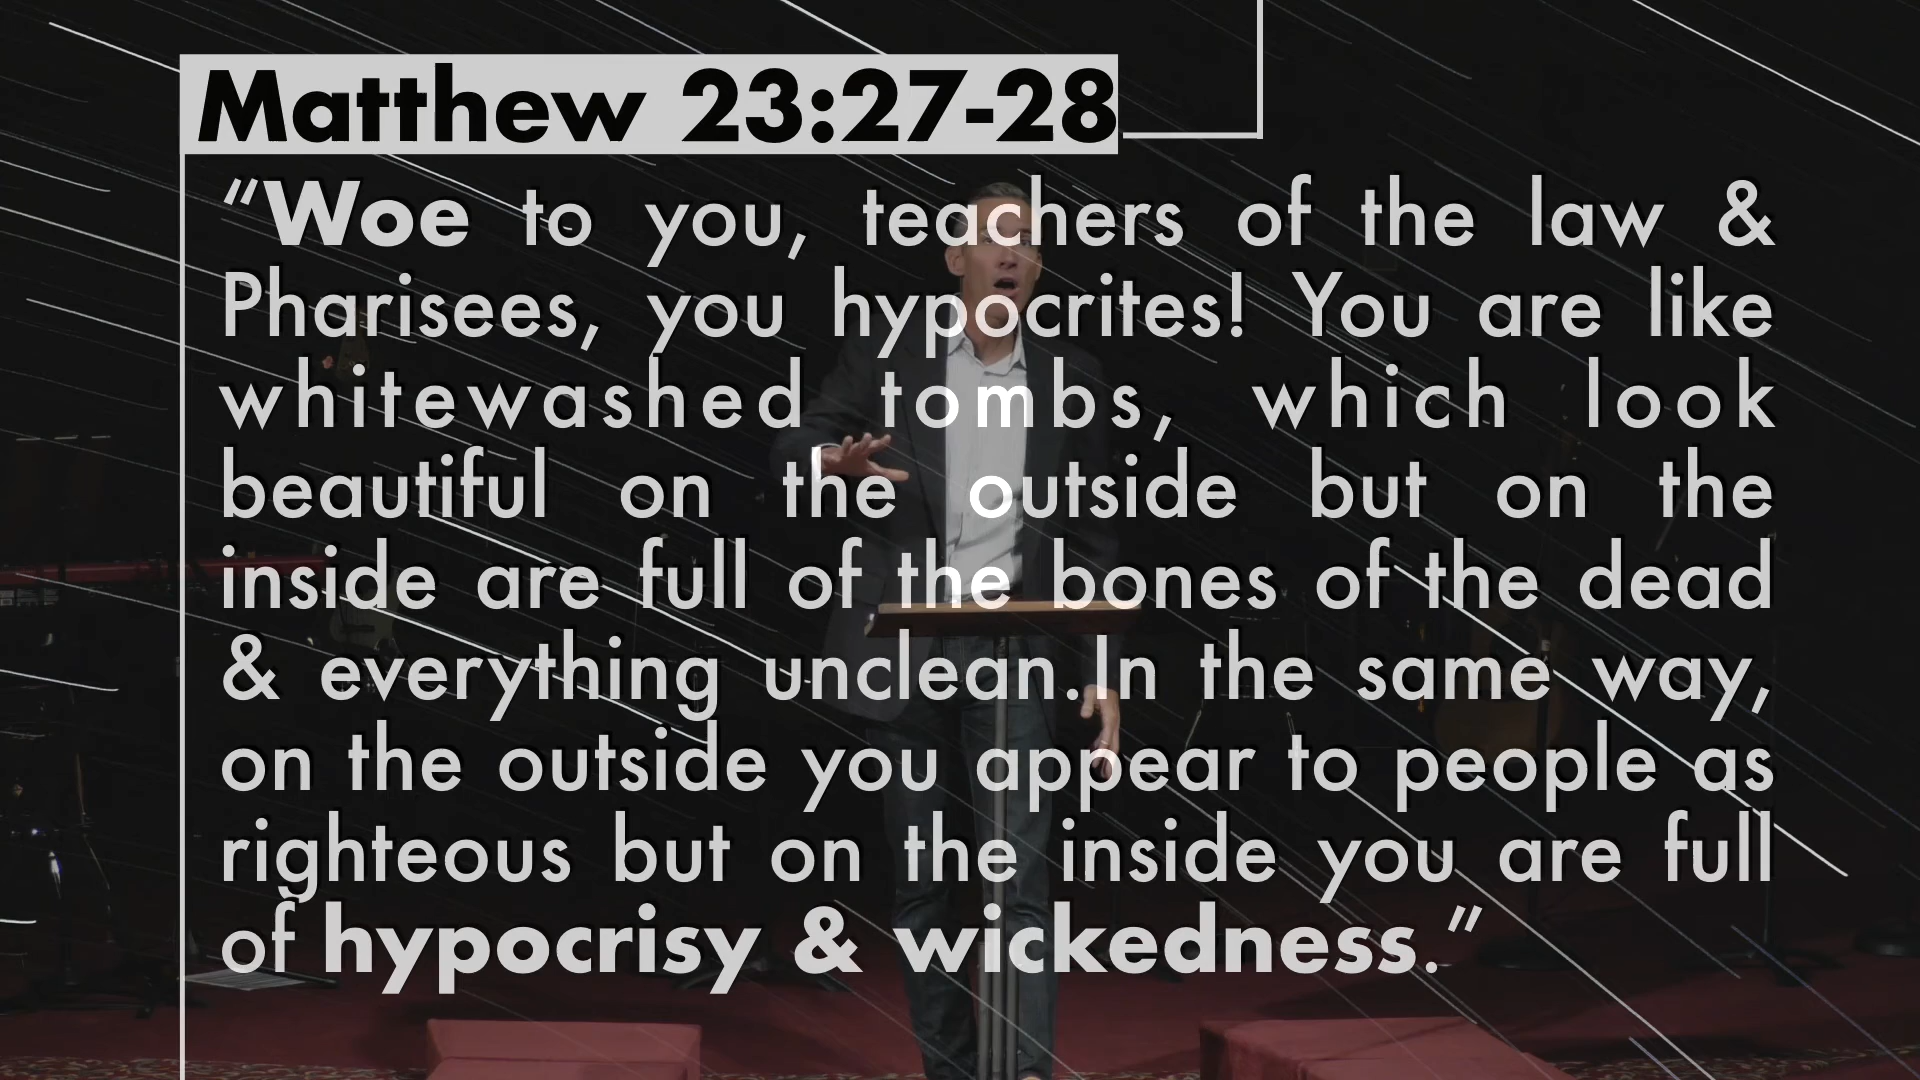 Matthew 23:27-28
“Woe to you, teachers of the law &
Pharisees, you hypocrites! You are like
whitewashed tombs, which look
beautiful on the outside but on the
inside are full of the bones of the dead
& everything unclean.In the same way,
on the outside you appear to people as
righteous but on the inside you are full
of hypocrisy & wickedness.”